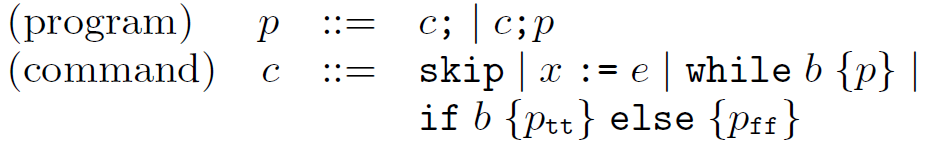 (program) p ::= c; | c;p
(command) c ::= skip | x := e | while b {p} |
if b {p_tt} else {p_ff}